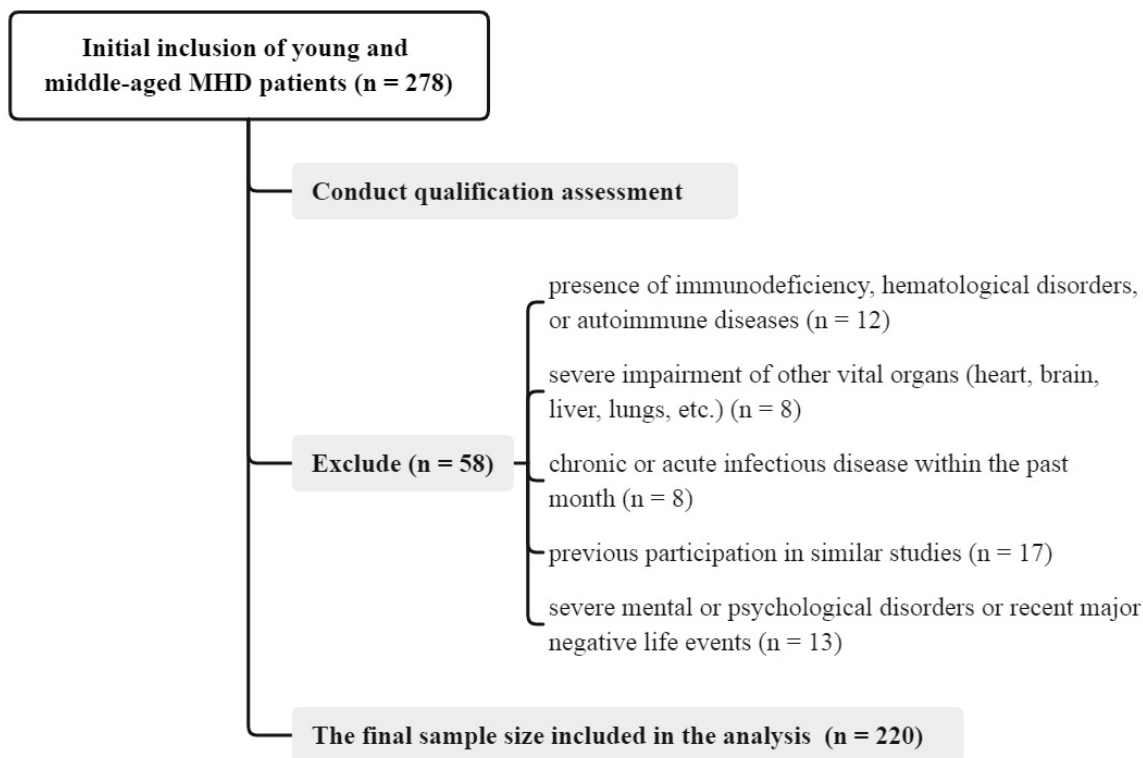 Initial inclusion of young and
middle-aged MHD patients (n = 278)
Conduct qualification assessment
Exclude (n = 58)
presence of immunodeficiency, hematological disorders,
or autoimmune diseases (n = 12)
severe impairment of other vital organs (heart, brain,
liver, lungs, etc.) (n = 8)
chronic or acute infectious disease within the past
month (n = 8)
previous participation in similar studies (n = 17)
severe mental or psychological disorders or recent major
negative life events (n = 13)
The final sample size included in the analysis (n = 220)